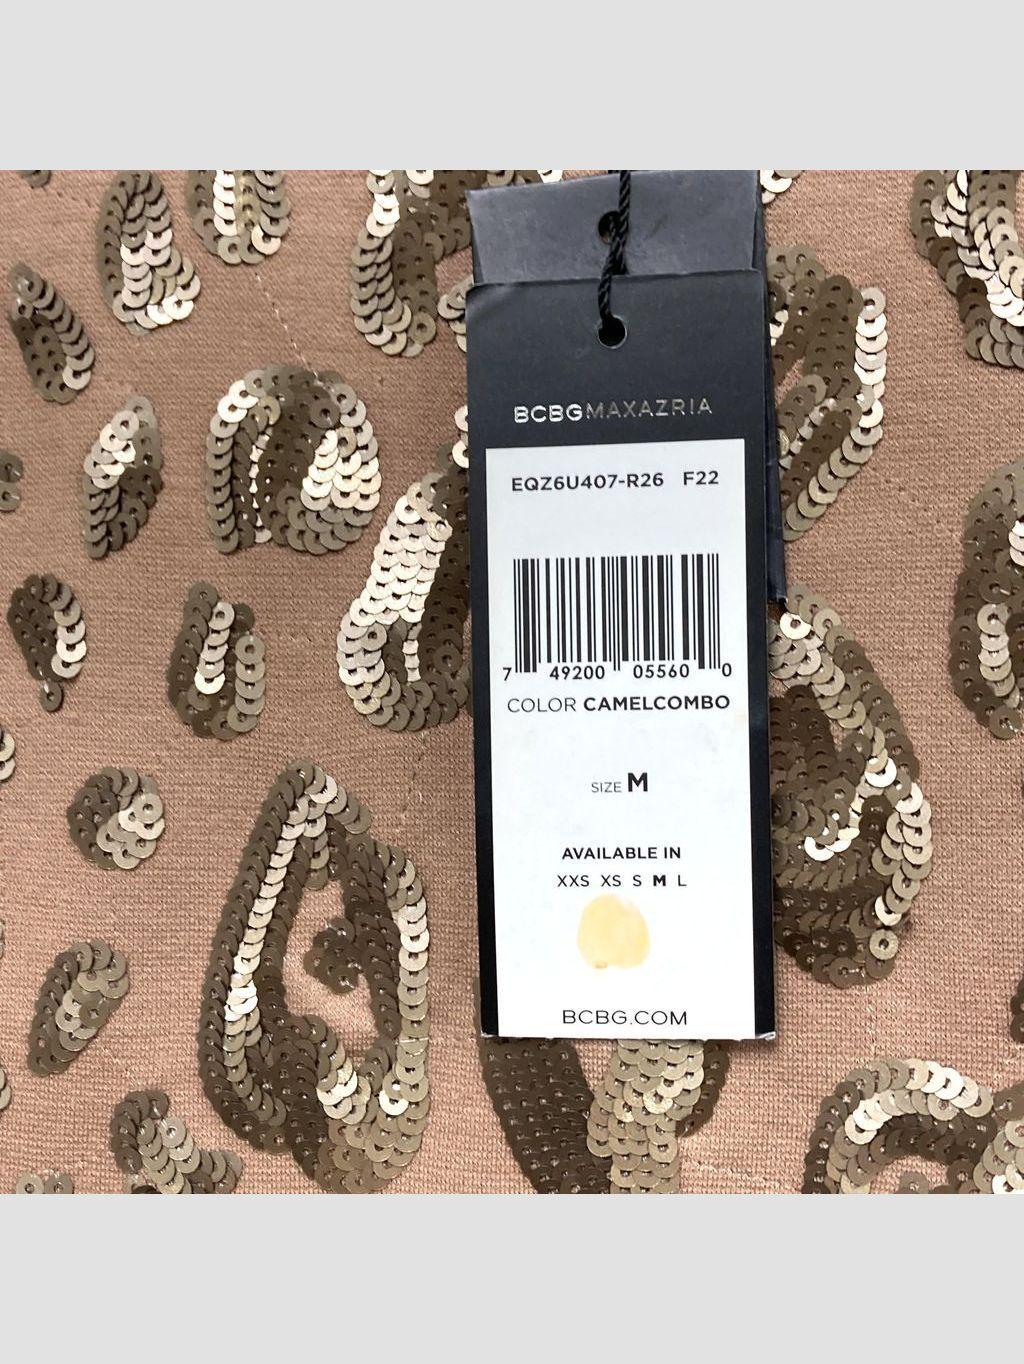 BCBGMAXAZRIA
EQZ6U407-R26 F22
7 49200 05560 0
COLOR CAMELCOMBO
SIZE M
AVAILABLE IN
XXS XS S M L
BCBG.COM